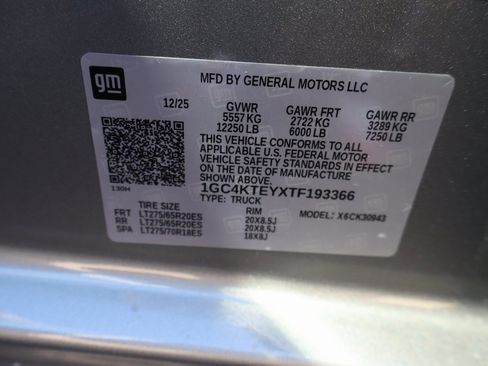 gm
MFD BY GENERAL MOTORS LLC
12/25 GVWR GAWR FRT GAWR RR
5557 KG 2722 KG 3289 KG
12250 LB 6000 LB 7250 LB
THIS VEHICLE CONFORMS TO ALL
APPLICABLE U.S. FEDERAL MOTOR
VEHICLE SAFETY STANDARDS IN EFFECT
ON THE DATE OF MANUFACTURE
SHOWN ABOVE.
130H 1GC4KTEYXTF193366
TYPE: TRUCK
TIRE SIZE RIM MODEL: X6CK30943
FRT LT275/65R20ES 20X8.5J
RR LT275/65R20ES 20X8.5J
SPA LT275/70R18ES 18X8J